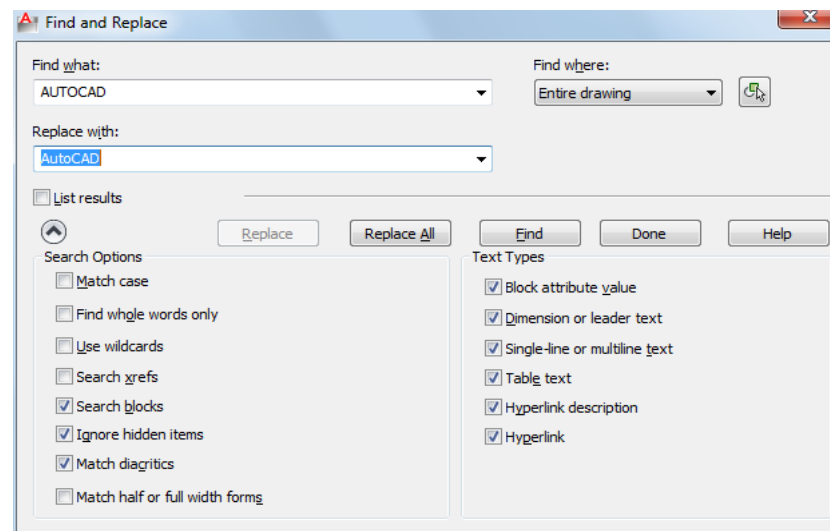 Find and Replace
Find what:
Find where:
AUTOCAD
Entire drawing
Replace with:
AutoCAD
List results
Replace
Replace All
Find
Done
Help
Search Options
Text Types
Match case
Block attribute value
Find whole words only
Dimension or leader text
Use wildcards
Single-line or multiline text
Search xrefs
Table text
Search blocks
Hyperlink description
Ignore hidden items
Hyperlink
Match diacritics
Match half or full width forms